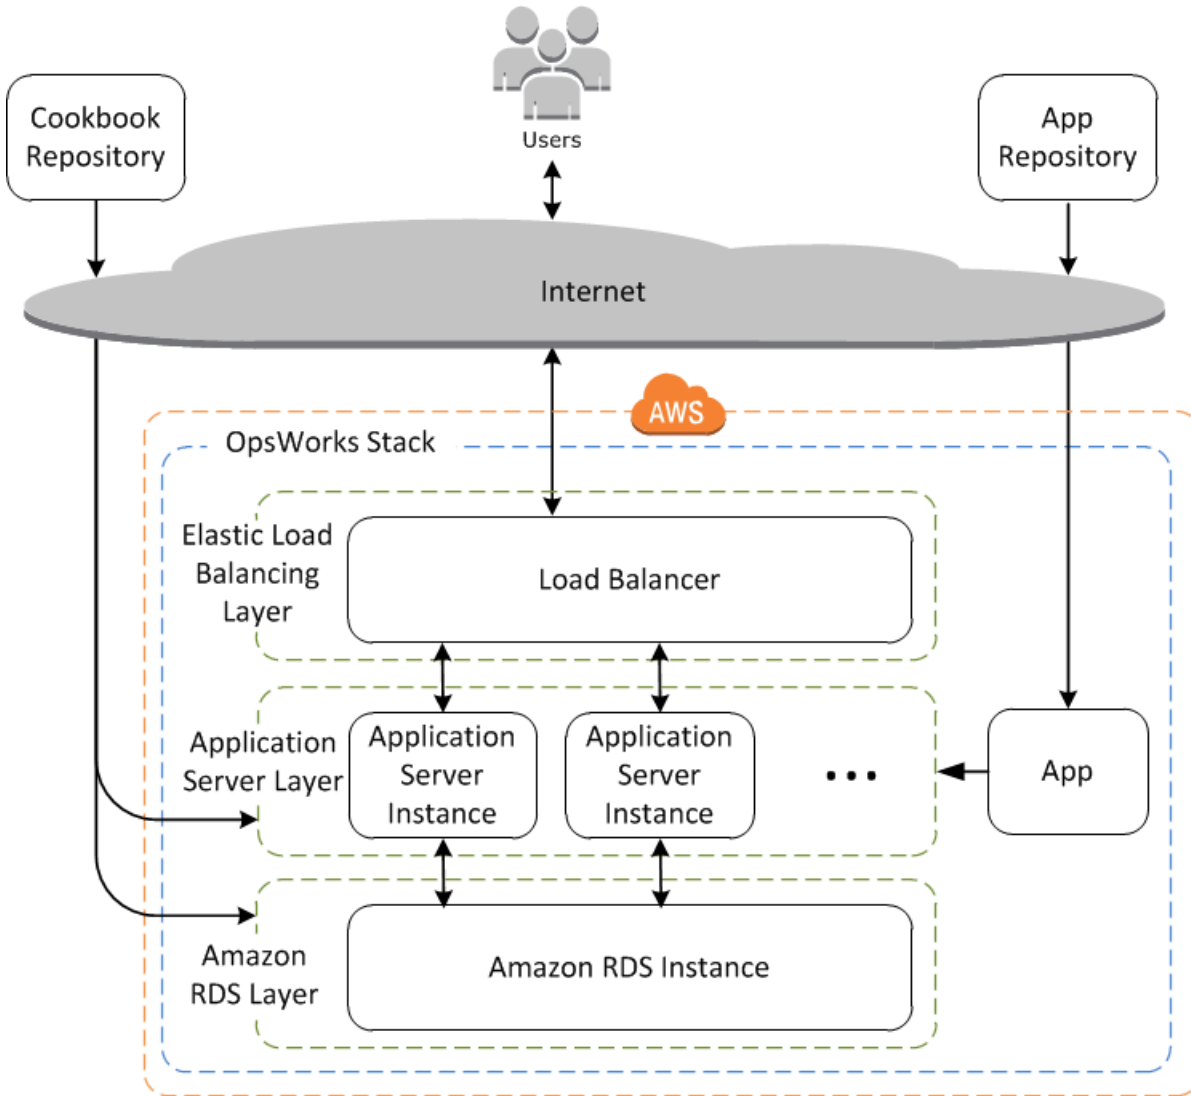 Users
Cookbook
Repository
App
Repository
Internet
AWS
OpsWorks Stack
Elastic Load
Balancing
Layer
Load Balancer
Application
Server Layer
Application
Server
Instance
Application
Server
Instance
...
App
Amazon
RDS Layer
Amazon RDS Instance